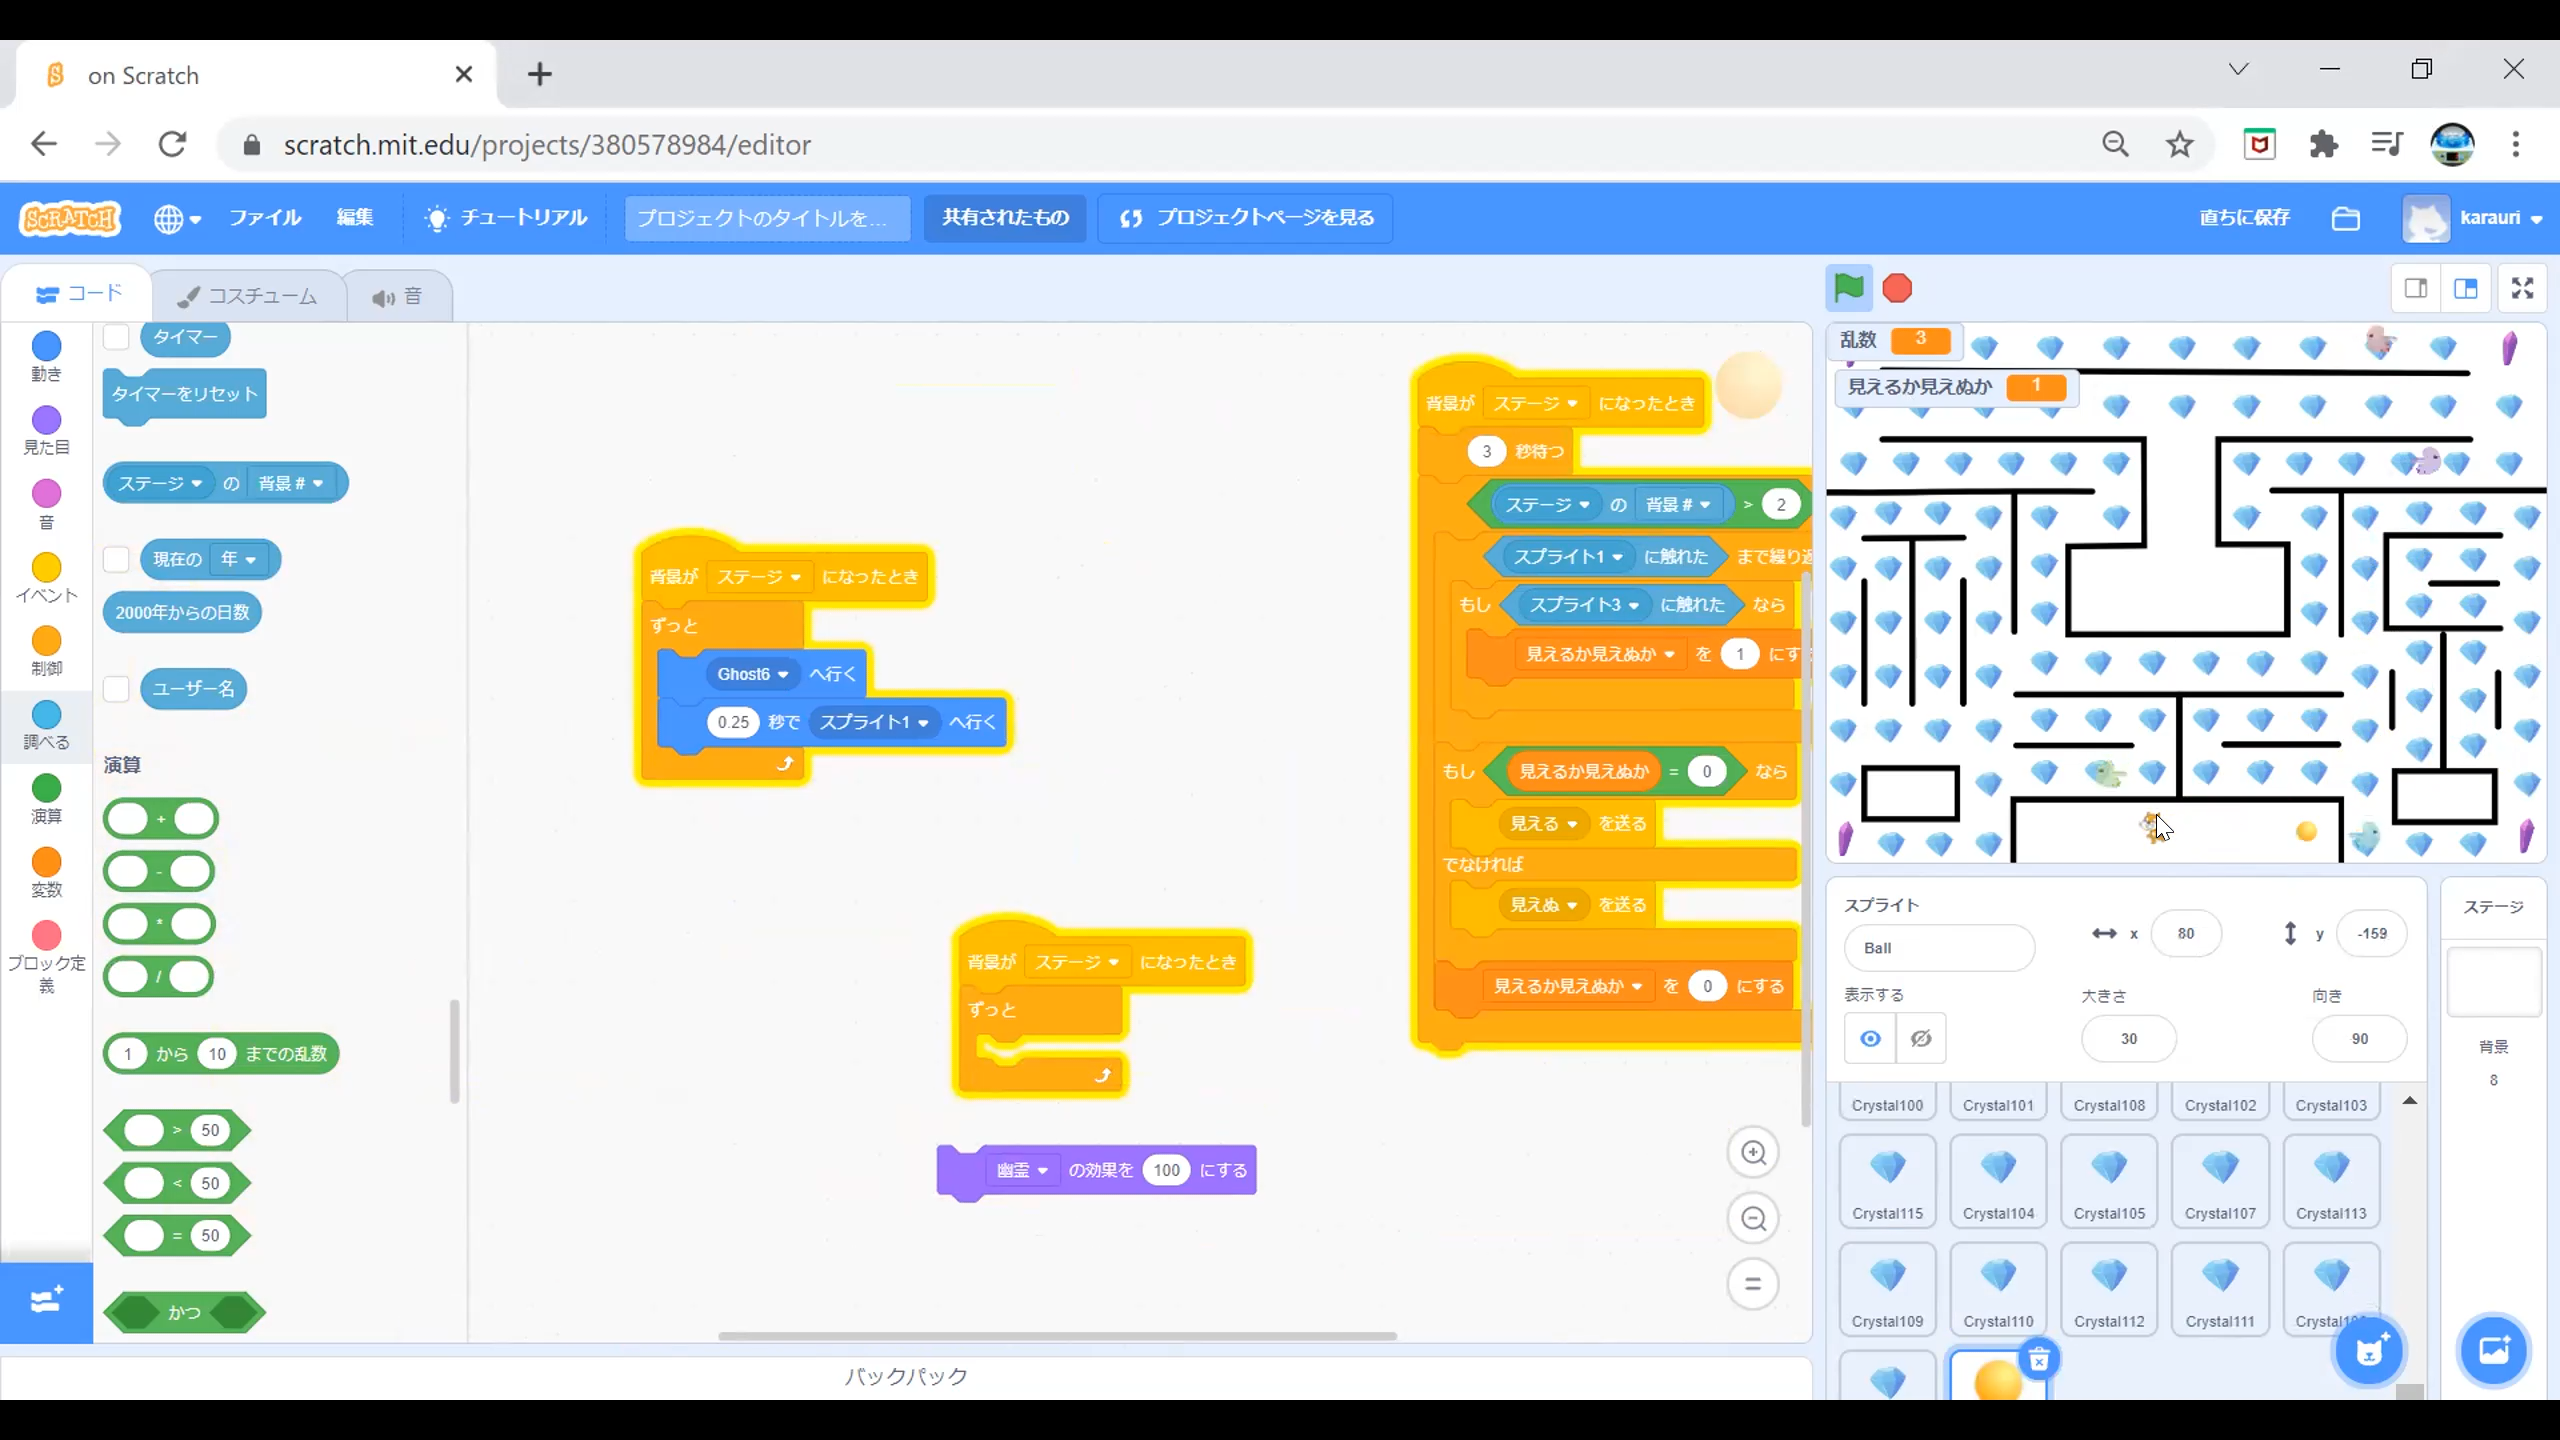 on Scratch
scratch.mit.edu/projects/380578984/editor
SCRATCH
ファイル
編集
チュートリアル
プロジェクトのタイトルを...
共有されたもの
プロジェクトページを見る
直ちに保存
karauri
コード
コスチューム
音
動き
見た目
音
イベント
制御
調べる
演算
変数
ブロック定義
タイマー
タイマーをリセット
ステージ の 背景 #
現在の 年
2000年からの日数
ユーザー名
演算
+
-
*
/
1 から 10 までの乱数
> 50
< 50
= 50
かつ
背景が ステージ になったとき
ずっと
Ghost6 へ行く
0.25 秒で スプライト1 へ行く
背景が ステージ になったとき
ずっと
幽霊 の効果を 100 にする
背景が ステージ になったとき
3 秒待つ
ステージ の 背景 # > 2
スプライト1 に触れた まで繰り返
もし スプライト3 に触れた なら
見えるか見えぬか を 1 にす
もし 見えるか見えぬか = 0 なら
見える を送る
でなければ
見えぬ を送る
見えるか見えぬか を 0 にする
バックパック
乱数 3
見えるか見えぬか 1
スプライト
Ball
x 80
y -159
表示する
大きさ
30
向き
90
Crystal100
Crystal101
Crystal108
Crystal102
Crystal103
Crystal115
Crystal104
Crystal105
Crystal107
Crystal113
Crystal109
Crystal110
Crystal112
Crystal111
ステージ
背景
8